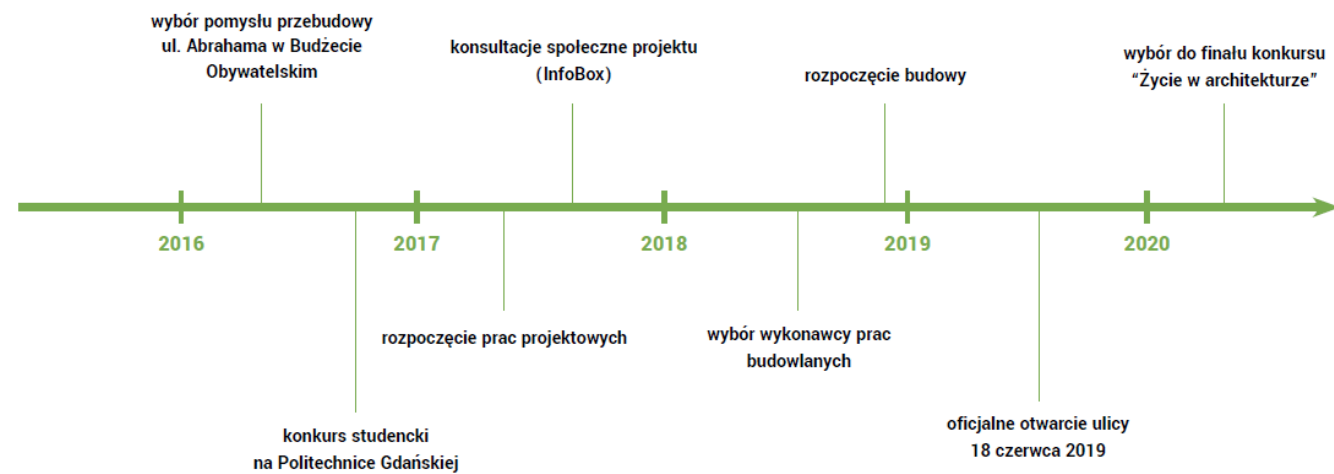 wybór pomysłu przebudowy
ul. Abrahama w Budżecie
Obywatelskim
konsultacje społeczne projektu
(InfoBox)
rozpoczęcie budowy
wybór do finału konkursu
“Życie w architekturze”
2016
2017
2018
2019
2020
rozpoczęcie prac projektowych
wybór wykonawcy prac
budowlanych
konkurs studencki
na Politechnice Gdańskiej
oficjalne otwarcie ulicy
18 czerwca 2019